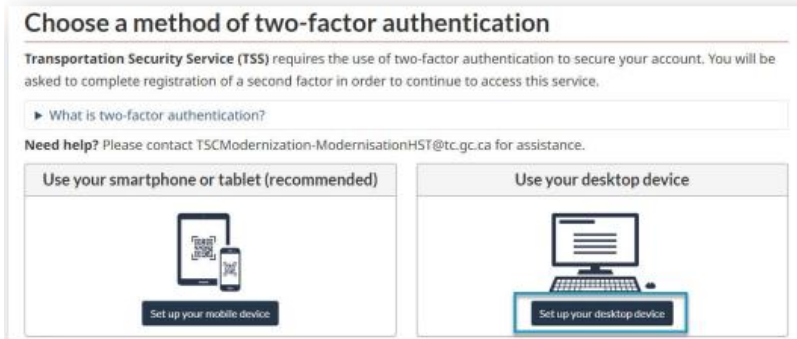 Choose a method of two-factor authentication
Transportation Security Service (TSS) requires the use of two-factor authentication to secure your account. You will be
asked to complete registration of a second factor in order to continue to access this service.
▶ What is two-factor authentication?
Need help? Please contact TSCModernization-ModernisationHST@tc.gc.ca for assistance.
Use your smartphone or tablet (recommended)
Set up your mobile device
Use your desktop device
Set up your desktop device